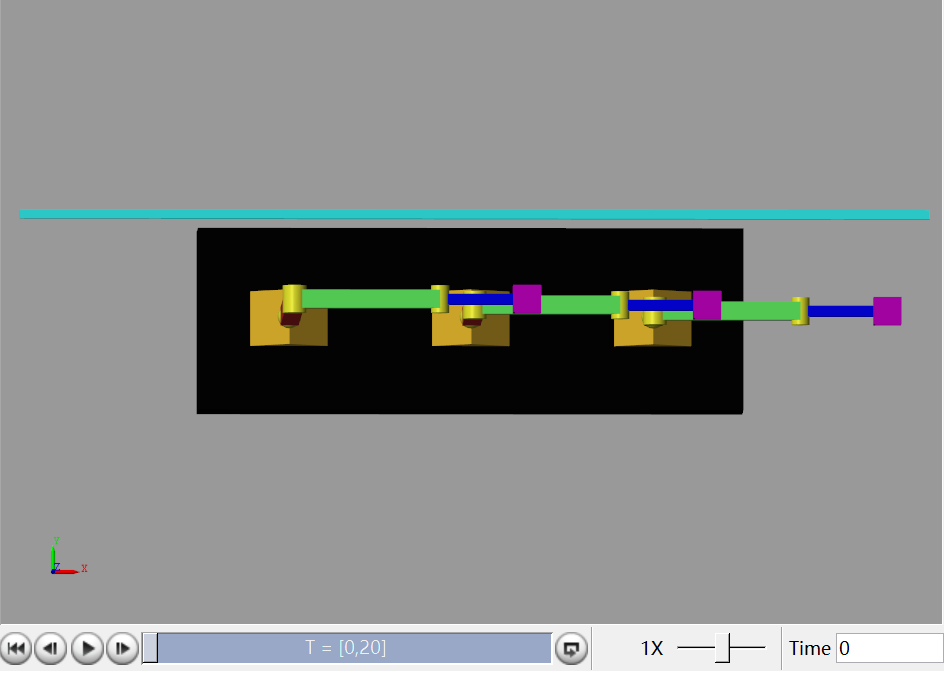 Y
Z
X
T = [0,20]
1X
Time 0